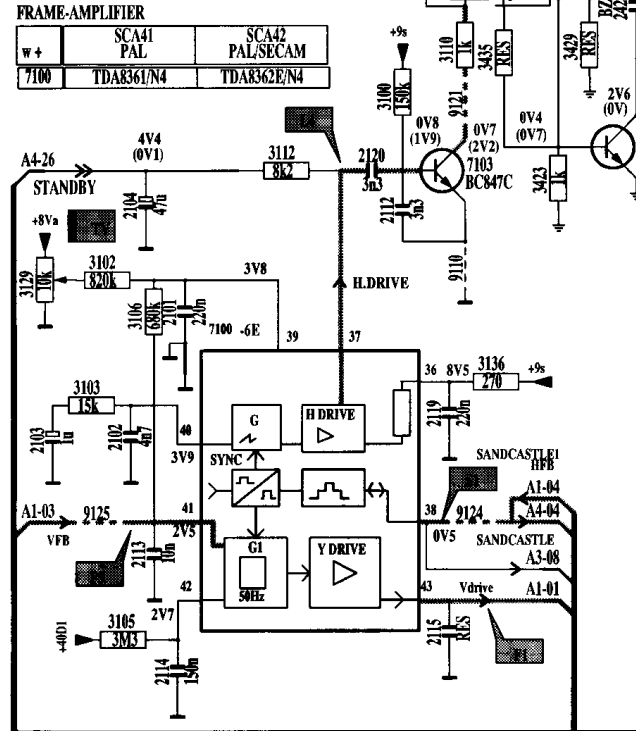 FRAME-AMPLIFIER
w + SCA41 PAL SCA42 PAL/SECAM
7100 TDA8361/N4 TDA8362E/N4
+9s
3110
1k
3435
RES
3429
RES
3100
150k
9121
0V8
(1V9)
0V7
(2V2)
7103
BC847C
0V4
(0V7)
2V6
(0V)
3423
1k
A4-26
STANDBY
4V4
(0V1)
3112
8k2
2120
3n3
2112
3n3
2104
47u
9110
+8Va
3129
10k
3102
820k
3106
680k
2101
220n
3V8
7100 -6E
H.DRIVE
39
37
36
8V5
3136
270
+9s
2119
220n
3103
15k
2103
1u
2102
4n7
40
3V9
G
H DRIVE
SYNC
SANDCASTLE1
HFB
A1-04
A1-03
9125
VFB
41
2V5
38
0V5
9124
A4-04
SANDCASTLE
A3-08
2113
10n
G1
50Hz
Y DRIVE
42
2V7
43
Vdrive
A1-01
+40D1
3105
3M3
2114
150n
2115
RES